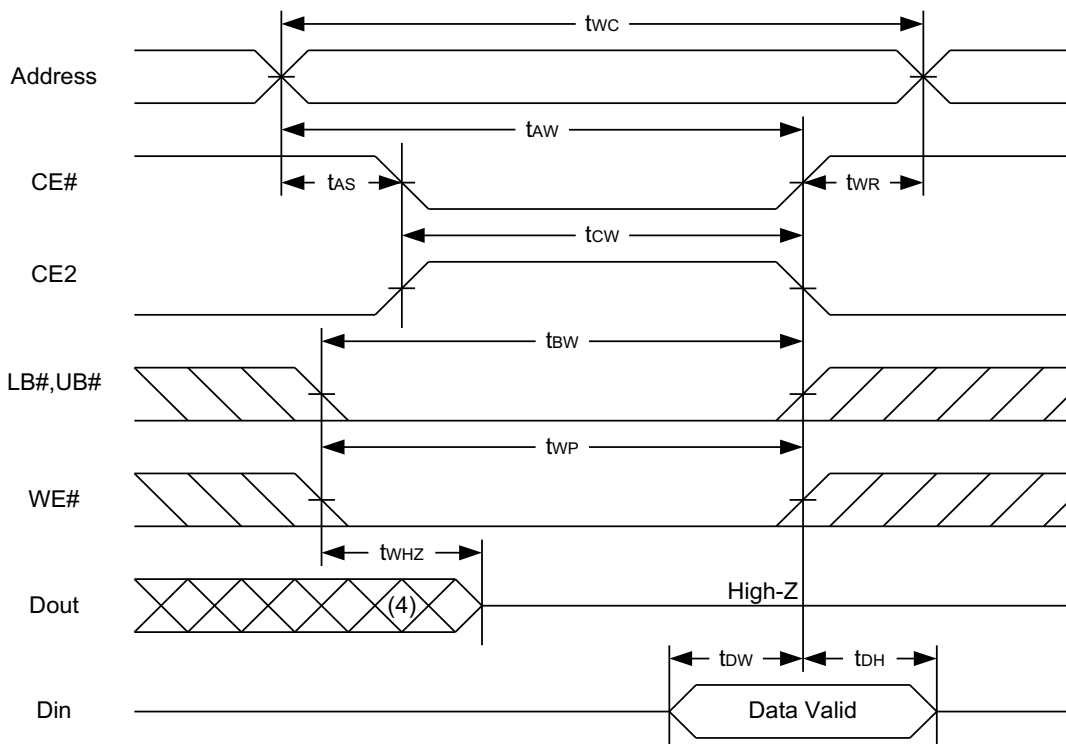 tWC
Address
tAW
CE#
tAS
tWR
tCW
CE2
tBW
LB#,UB#
tWP
WE#
tWHZ
Dout
(4)
High-Z
tDW
tDH
Din
Data Valid